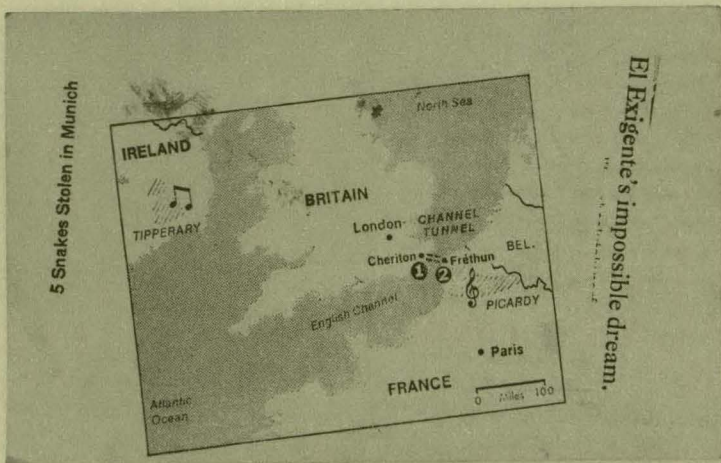 5 Snakes Stolen in Munich
North Sea
IRELAND
BRITAIN
TIPPERARY
London
CHANNEL
TUNNEL
BEL.
Cheriton
Fréthun
1
2
English Channel
PICARDY
Paris
FRANCE
Atlantic
Ocean
0 Miles 100
El Exigente's impossible dream.